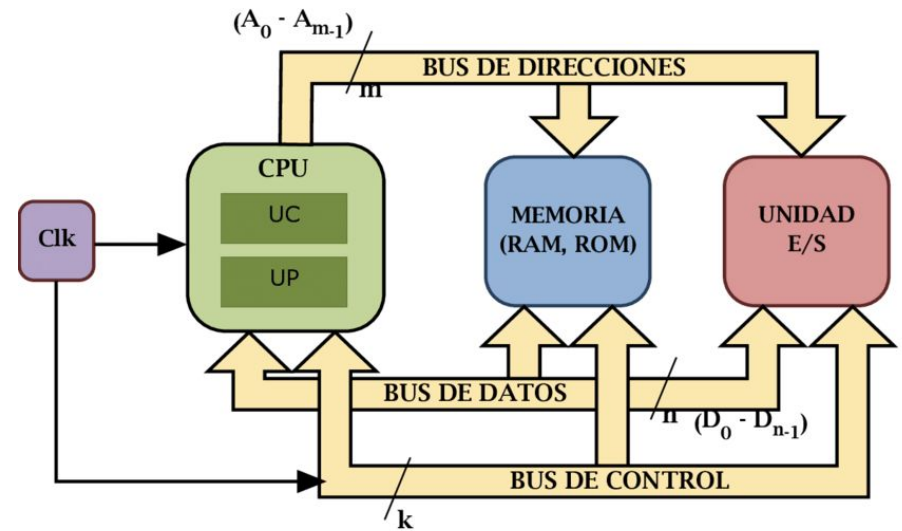 (A0 - Am-1)
BUS DE DIRECCIONES
m
CPU
UC
UP
Clk
MEMORIA
(RAM, ROM)
UNIDAD
E/S
BUS DE DATOS
n (D0 - Dn-1)
BUS DE CONTROL
k